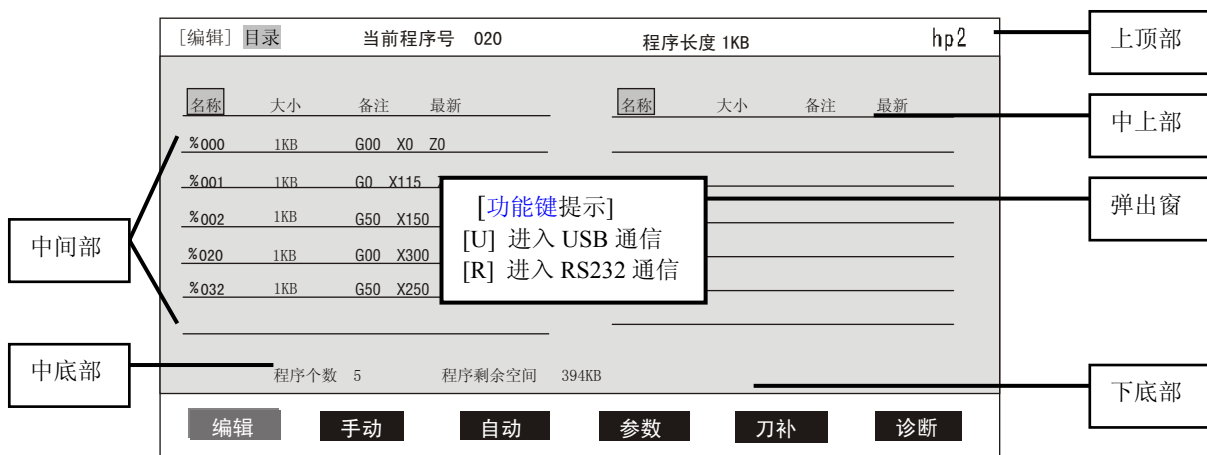 [编辑] 目录 当前程序号 020 程序长度 1KB hp2
上顶部
名称 大小 备注 最新 名称 大小 备注 最新
中上部
%000 1KB G00 X0 Z0
%001 1KB G0 X115
[功能键提示]
弹出窗
%002 1KB G50 X150
[U] 进入 USB 通信
中间部
%020 1KB G00 X300
[R] 进入 RS232 通信
%032 1KB G50 X250
中底部
程序个数 5 程序剩余空间 394KB
下底部
编辑 手动 自动 参数 刀补 诊断